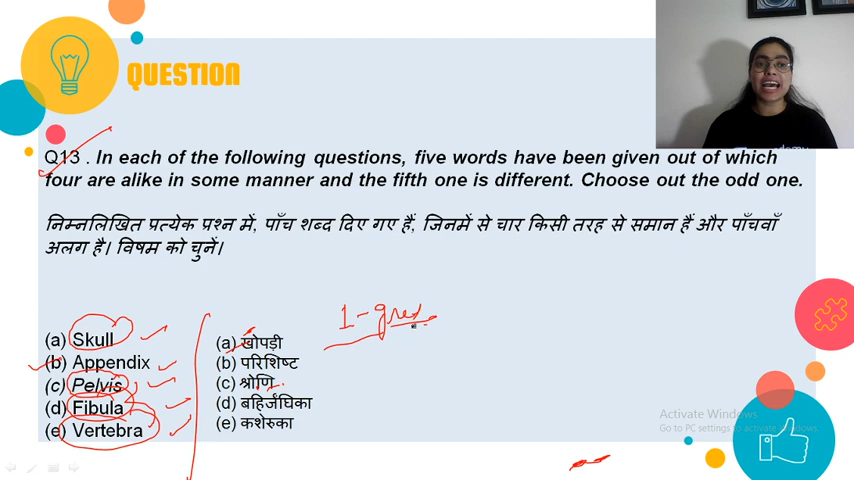 QUESTION
Q13 . In each of the following questions, five words have been given out of which
four are alike in some manner and the fifth one is different. Choose out the odd one.
निम्नलिखित प्रत्येक प्रश्न में, पाँच शब्द दिए गए हैं, जिनमें से चार किसी तरह से समान हैं और पाँचवाँ
अलग है। विषम को चुनें।
(a) Skull
(b) Appendix
(c) Pelvis
(d) Fibula
(e) Vertebra
(a) खोपड़ी
(b) परिशिष्ट
(c) श्रोणि
(d) बहिर्जंघिका
(e) कशेरुका
1-
Activate Windows
Go to PC settings to activate Windows.